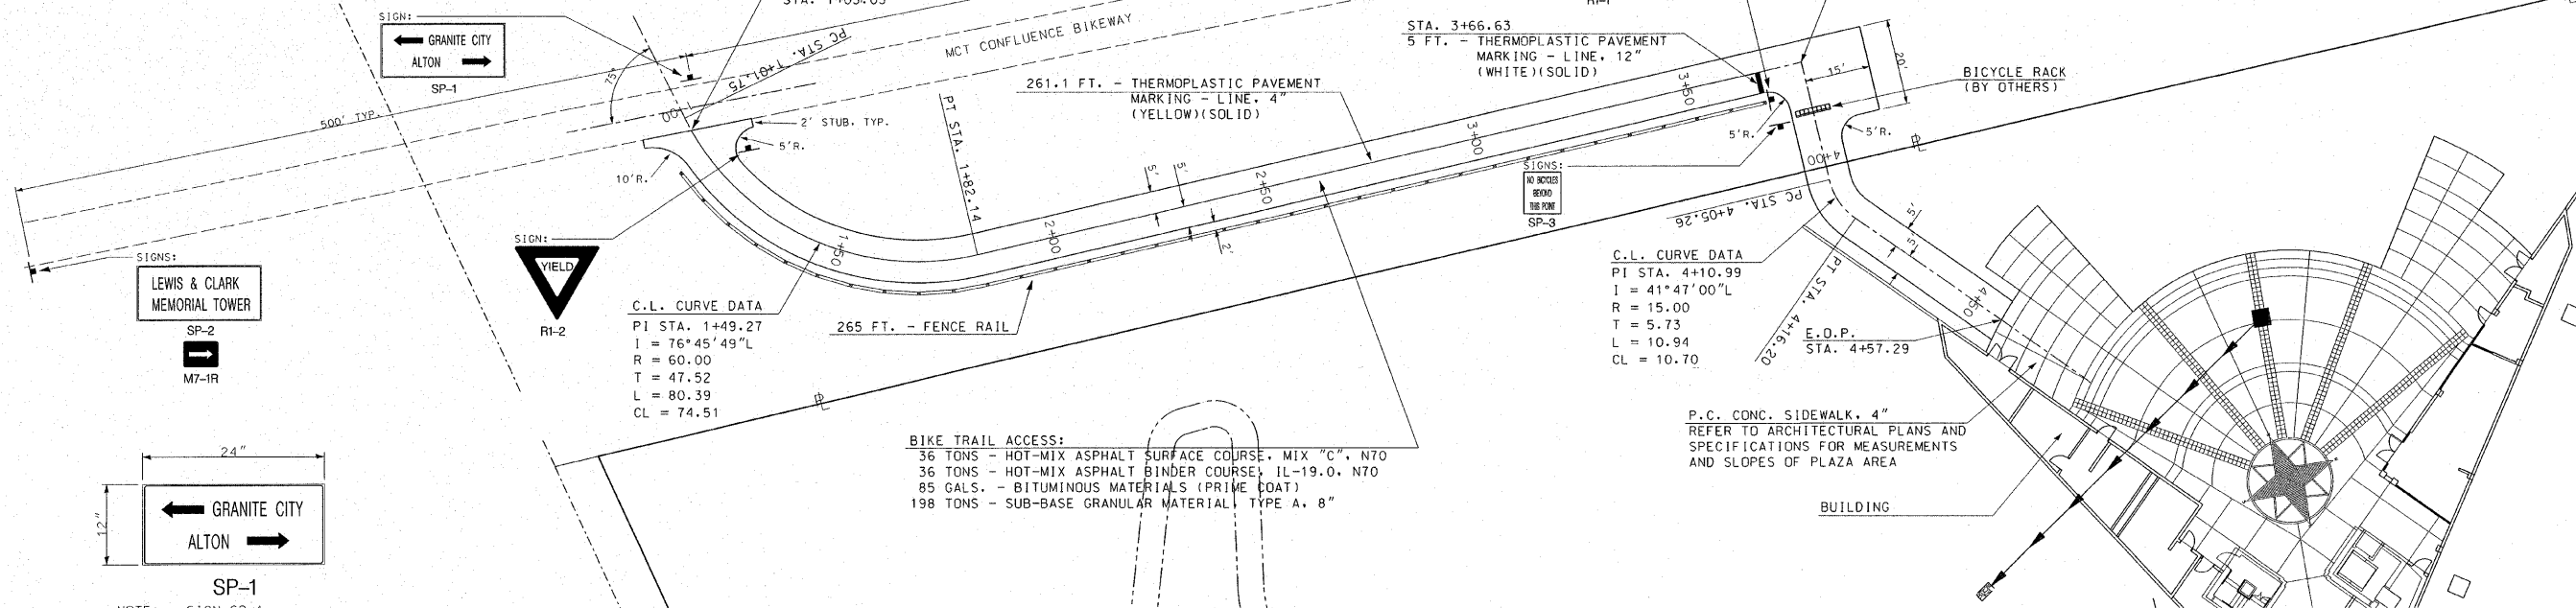 SIGN:
← GRANITE CITY
ALTON →
SP-1
500' TYP.
75°
PC STA.
1+01.75
MCT CONFLUENCE BIKEWAY
2' STUB. TYP.
5'R.
10'R.
SIGN:
YIELD
R1-2
SIGNS:
LEWIS & CLARK
MEMORIAL TOWER
SP-2
M7-1R
24"
12"
← GRANITE CITY
ALTON →
SP-1
C.L. CURVE DATA
PI STA. 1+49.27
I = 76°45'49"L
R = 60.00
T = 47.52
L = 80.39
CL = 74.51
1+50
PT STA. 1+82.14
2+00
265 FT. - FENCE RAIL
261.1 FT. - THERMOPLASTIC PAVEMENT
MARKING - LINE, 4"
(YELLOW)(SOLID)
5'
5'
2'
2+50
3+00
3+50
STA. 3+66.63
5 FT. - THERMOPLASTIC PAVEMENT
MARKING - LINE, 12"
(WHITE)(SOLID)
15'
20'
BICYCLE RACK
(BY OTHERS)
5'R.
5'R.
SIGNS:
NO BICYCLES
BEYOND
THIS POINT
SP-3
4+00
PC STA. 4+05.26
C.L. CURVE DATA
PI STA. 4+10.99
I = 41°47'00"L
R = 15.00
T = 5.73
L = 10.94
CL = 10.70
PT STA. 4+16.20
5'
5'
4+50
E.O.P.
STA. 4+57.29
P.C. CONC. SIDEWALK, 4"
REFER TO ARCHITECTURAL PLANS AND
SPECIFICATIONS FOR MEASUREMENTS
AND SLOPES OF PLAZA AREA
BUILDING
BIKE TRAIL ACCESS:
36 TONS - HOT-MIX ASPHALT SURFACE COURSE, MIX "C", N70
36 TONS - HOT-MIX ASPHALT BINDER COURSE, IL-19.0, N70
85 GALS. - BITUMINOUS MATERIALS (PRIME COAT)
198 TONS - SUB-BASE GRANULAR MATERIAL, TYPE A, 8"